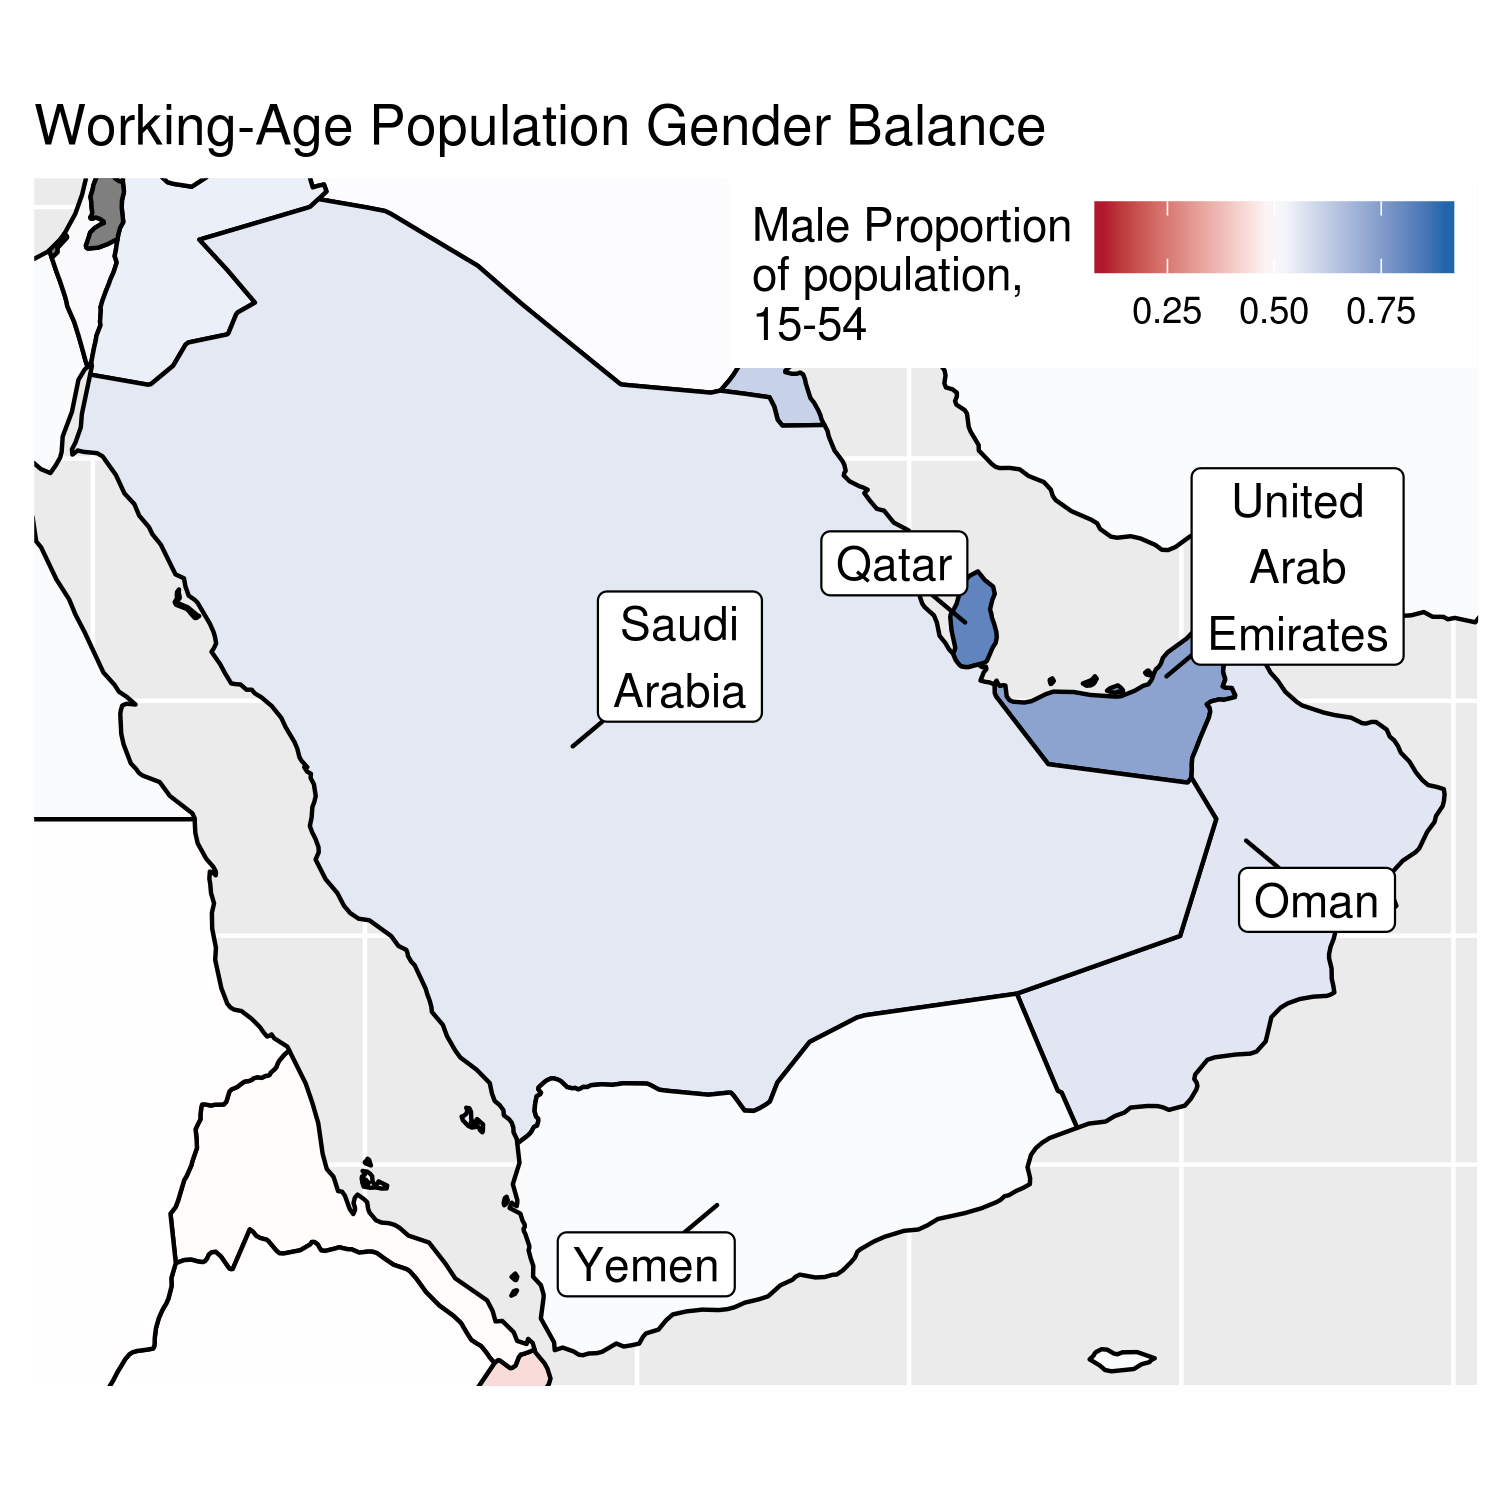 Working-Age Population Gender Balance
Male Proportion
of population,
15-54
0.25 0.50 0.75
United
Arab
Emirates
Qatar
Saudi
Arabia
Oman
Yemen